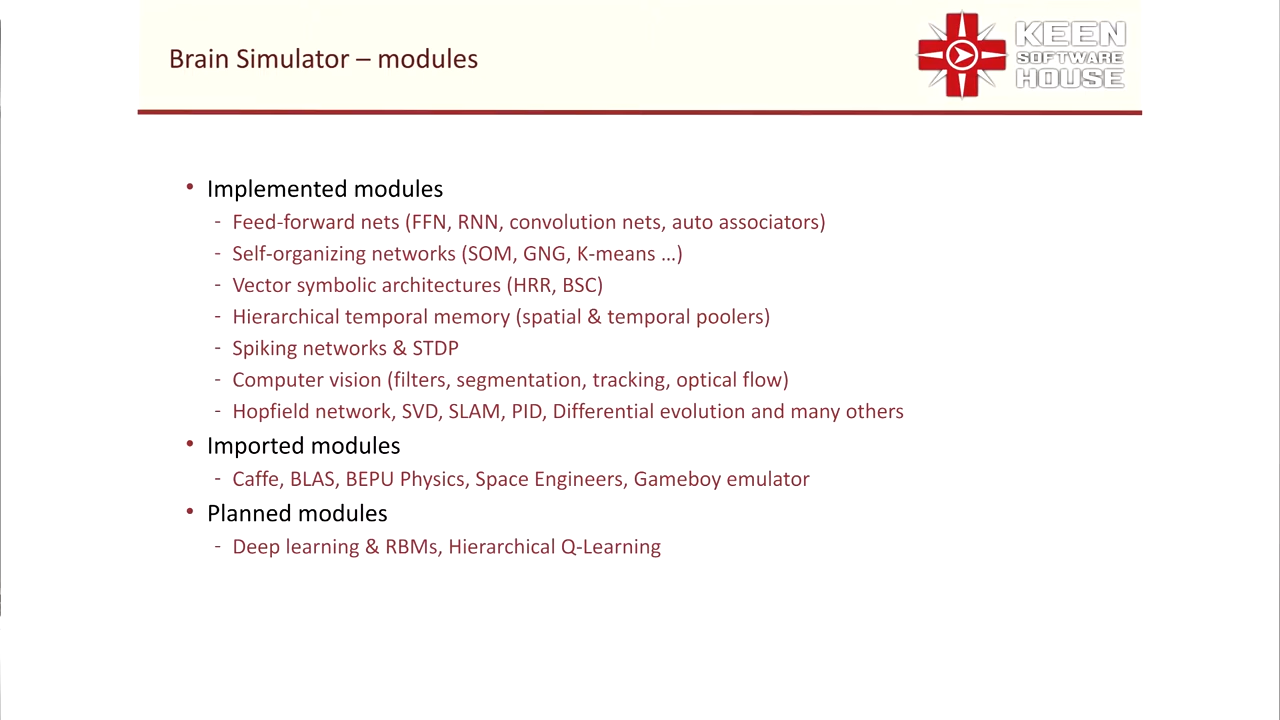 Brain Simulator – modules
KEEN
SOFTWARE
HOUSE
• Implemented modules
- Feed-forward nets (FFN, RNN, convolution nets, auto associators)
- Self-organizing networks (SOM, GNG, K-means ...)
- Vector symbolic architectures (HRR, BSC)
- Hierarchical temporal memory (spatial & temporal poolers)
- Spiking networks & STDP
- Computer vision (filters, segmentation, tracking, optical flow)
- Hopfield network, SVD, SLAM, PID, Differential evolution and many others
• Imported modules
- Caffe, BLAS, BEPU Physics, Space Engineers, Gameboy emulator
• Planned modules
- Deep learning & RBMs, Hierarchical Q-Learning